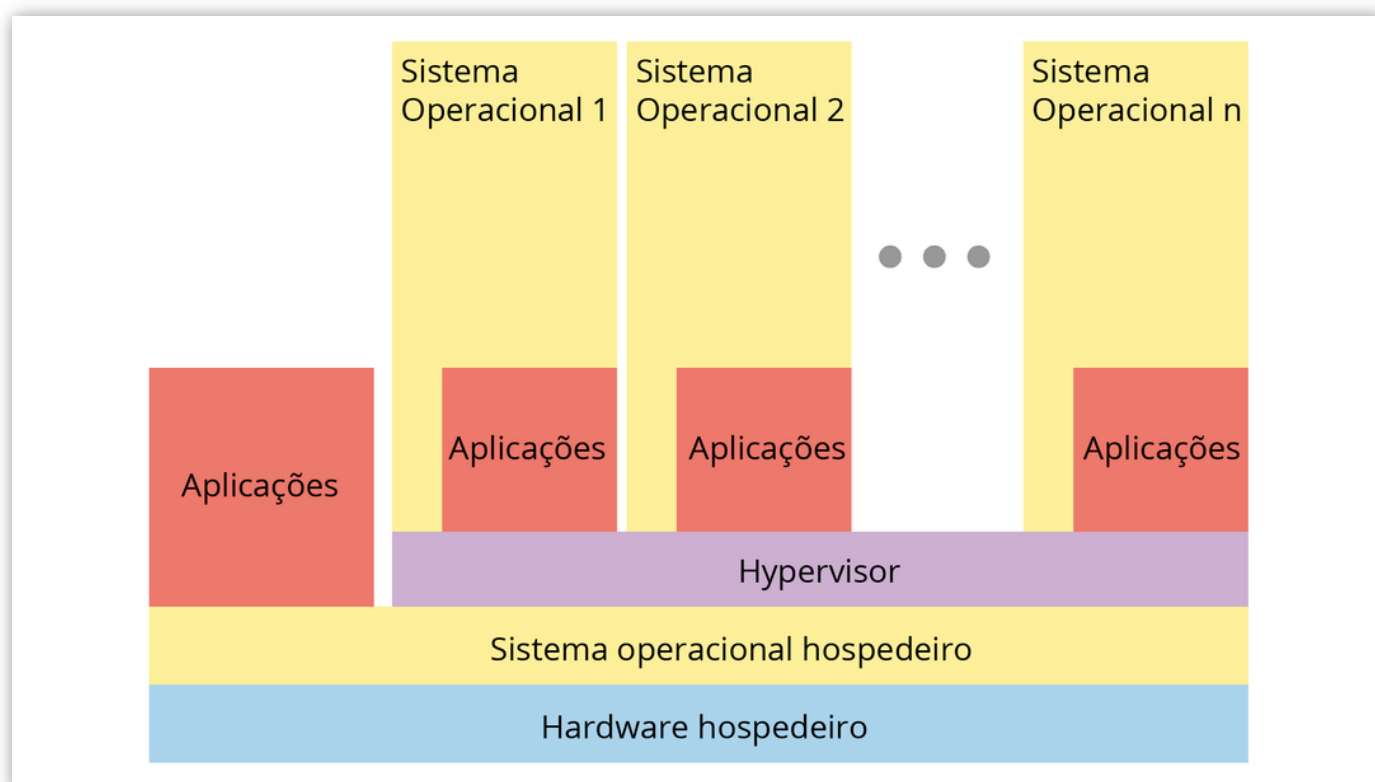 Sistema
Operacional 1
Sistema
Operacional 2
Sistema
Operacional n
Aplicações
Aplicações
Aplicações
Aplicações
Hypervisor
Sistema operacional hospedeiro
Hardware hospedeiro